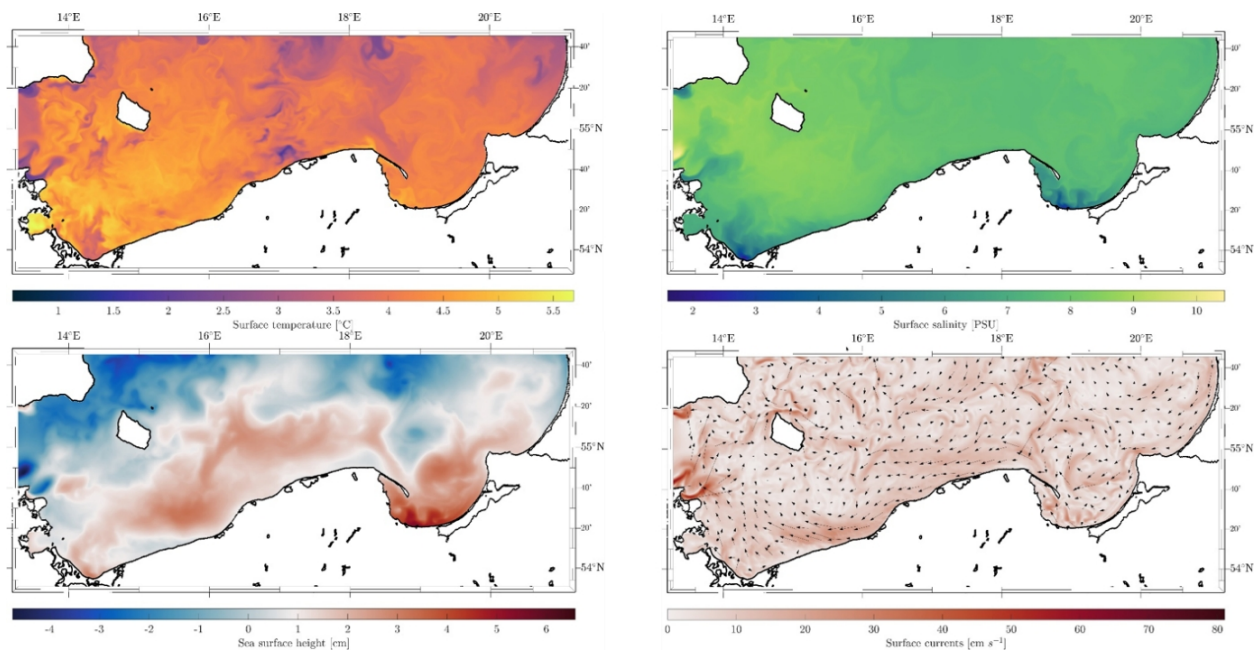 14°E 16°E 18°E 20°E
40′
20′
55°N
40′
20′
54°N
1 1.5 2 2.5 3 3.5 4 4.5 5 5.5
Surface temperature [°C]
14°E 16°E 18°E 20°E
40′
20′
55°N
40′
20′
54°N
2 3 4 5 6 7 8 9 10
Surface salinity [PSU]
14°E 16°E 18°E 20°E
40′
20′
55°N
40′
20′
54°N
-4 -3 -2 -1 0 1 2 3 4 5 6
Sea surface height [cm]
14°E 16°E 18°E 20°E
40′
20′
55°N
40′
20′
54°N
0 10 20 30 40 50 60 70 80
Surface currents [cm s⁻¹]